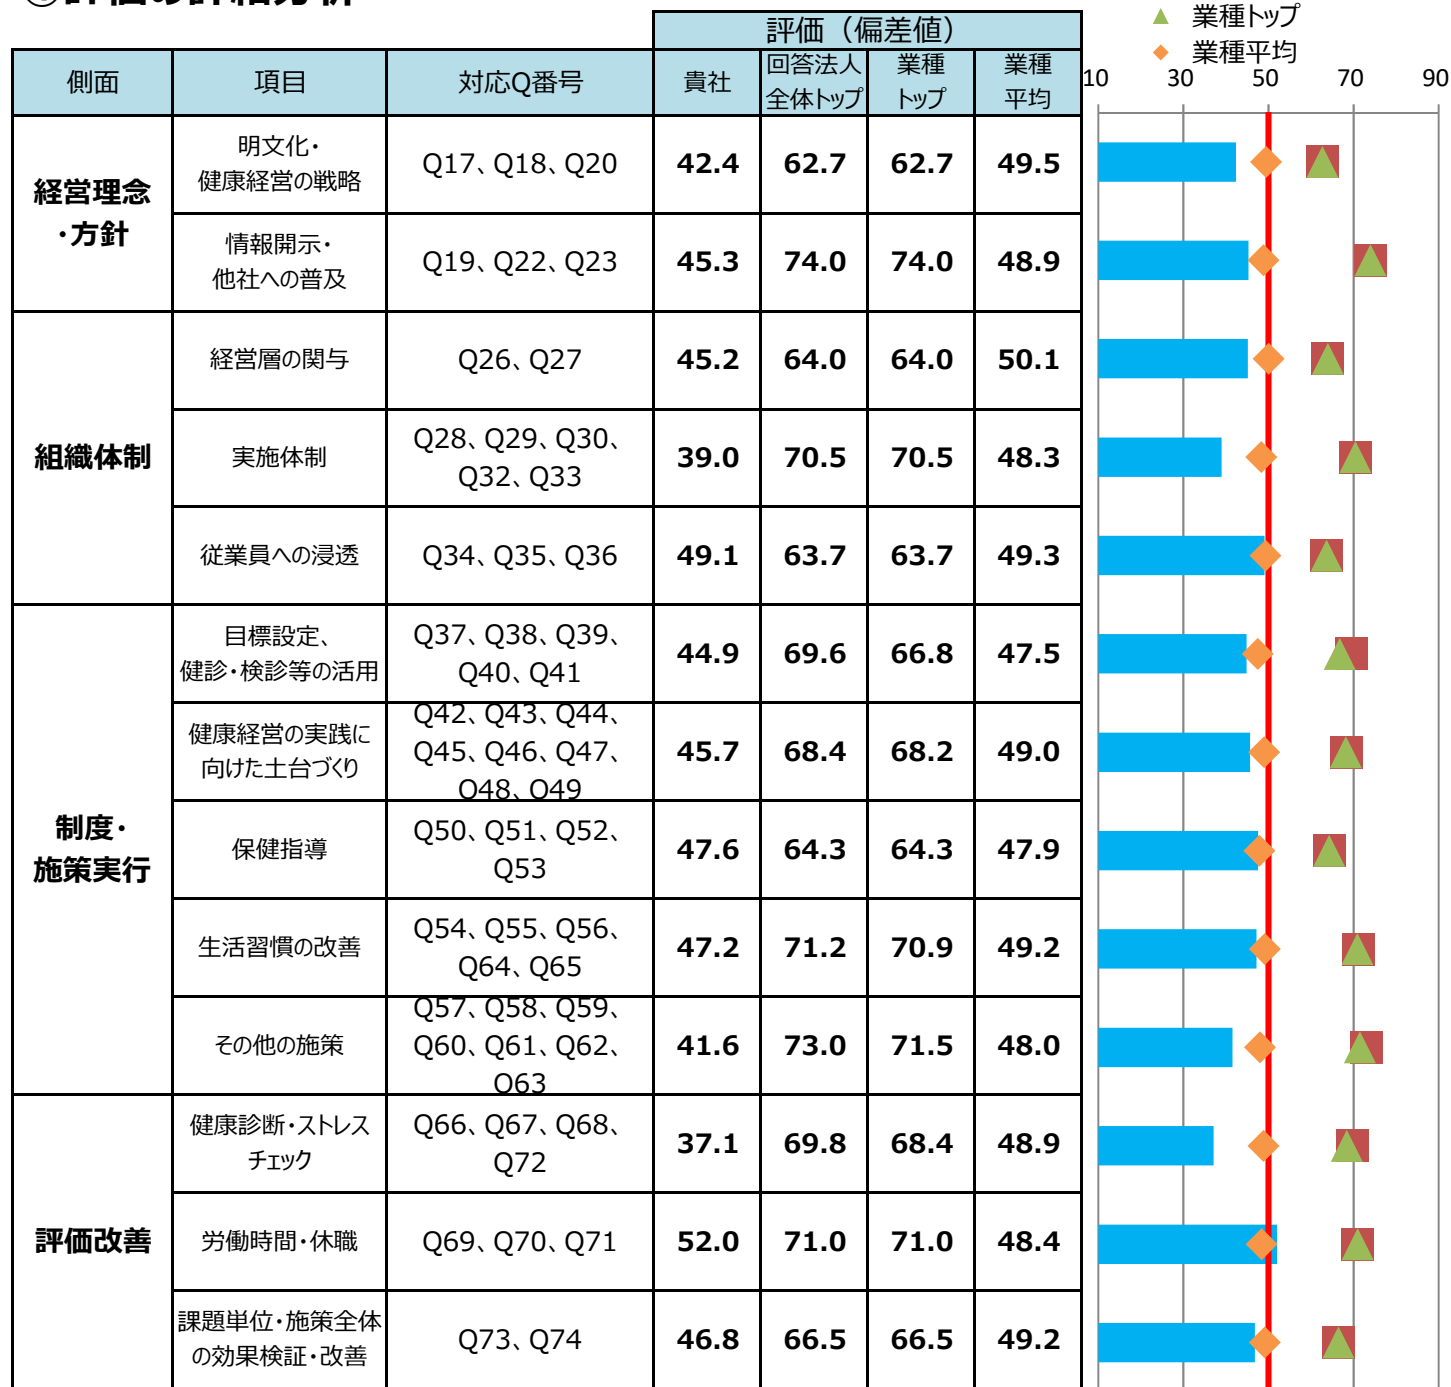 評価（偏差値）
▲ 業種トップ
◆ 業種平均
側面 項目 対応Q番号 貴社 回答法人 業種 業種
全体トップ トップ 平均
10 30 50 70 90
経営理念
・方針
明文化・
健康経営の戦略
Q17、Q18、Q20 42.4 62.7 62.7 49.5
情報開示・
他社への普及
Q19、Q22、Q23 45.3 74.0 74.0 48.9
組織体制
経営層の関与 Q26、Q27 45.2 64.0 64.0 50.1
実施体制
Q28、Q29、Q30、
Q32、Q33
39.0 70.5 70.5 48.3
従業員への浸透 Q34、Q35、Q36 49.1 63.7 63.7 49.3
制度・
施策実行
目標設定、
健診・検診等の活用
Q37、Q38、Q39、
Q40、Q41
44.9 69.6 66.8 47.5
健康経営の実践に
向けた土台づくり
Q42、Q43、Q44、
Q45、Q46、Q47、
Q48、Q49
45.7 68.4 68.2 49.0
保健指導
Q50、Q51、Q52、
Q53
47.6 64.3 64.3 47.9
生活習慣の改善
Q54、Q55、Q56、
Q64、Q65
47.2 71.2 70.9 49.2
その他の施策
Q57、Q58、Q59、
Q60、Q61、Q62、
Q63
41.6 73.0 71.5 48.0
評価改善
健康診断・ストレス
チェック
Q66、Q67、Q68、
Q72
37.1 69.8 68.4 48.9
労働時間・休職 Q69、Q70、Q71 52.0 71.0 71.0 48.4
課題単位・施策全体
の効果検証・改善
Q73、Q74 46.8 66.5 66.5 49.2